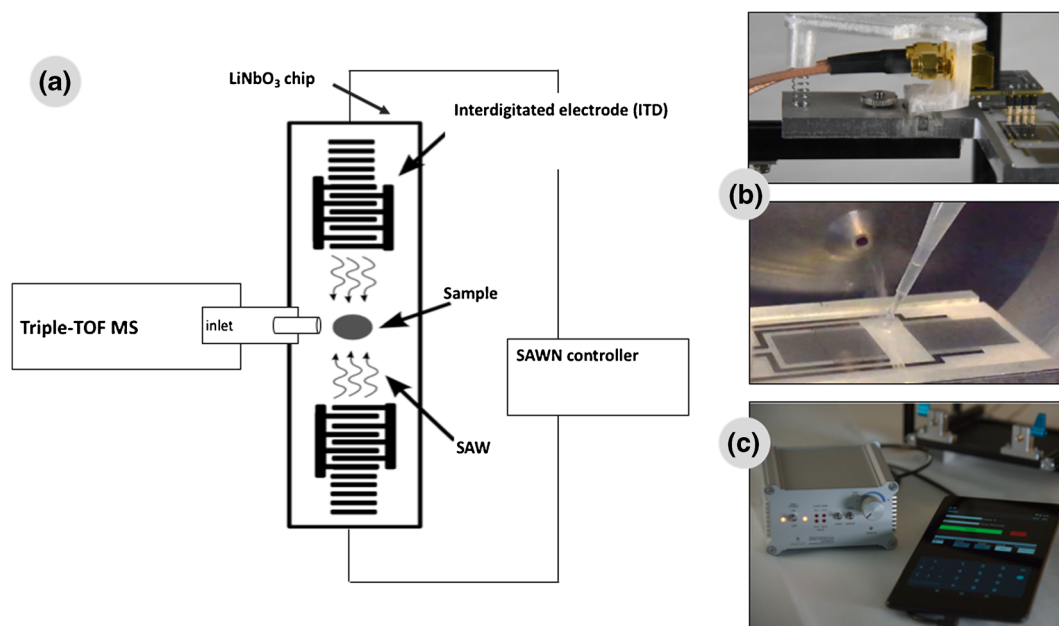 (a)
LiNbO₃ chip
Interdigitated electrode (ITD)
Sample
Triple-TOF MS
inlet
SAWN controller
SAW
(b)
(c)